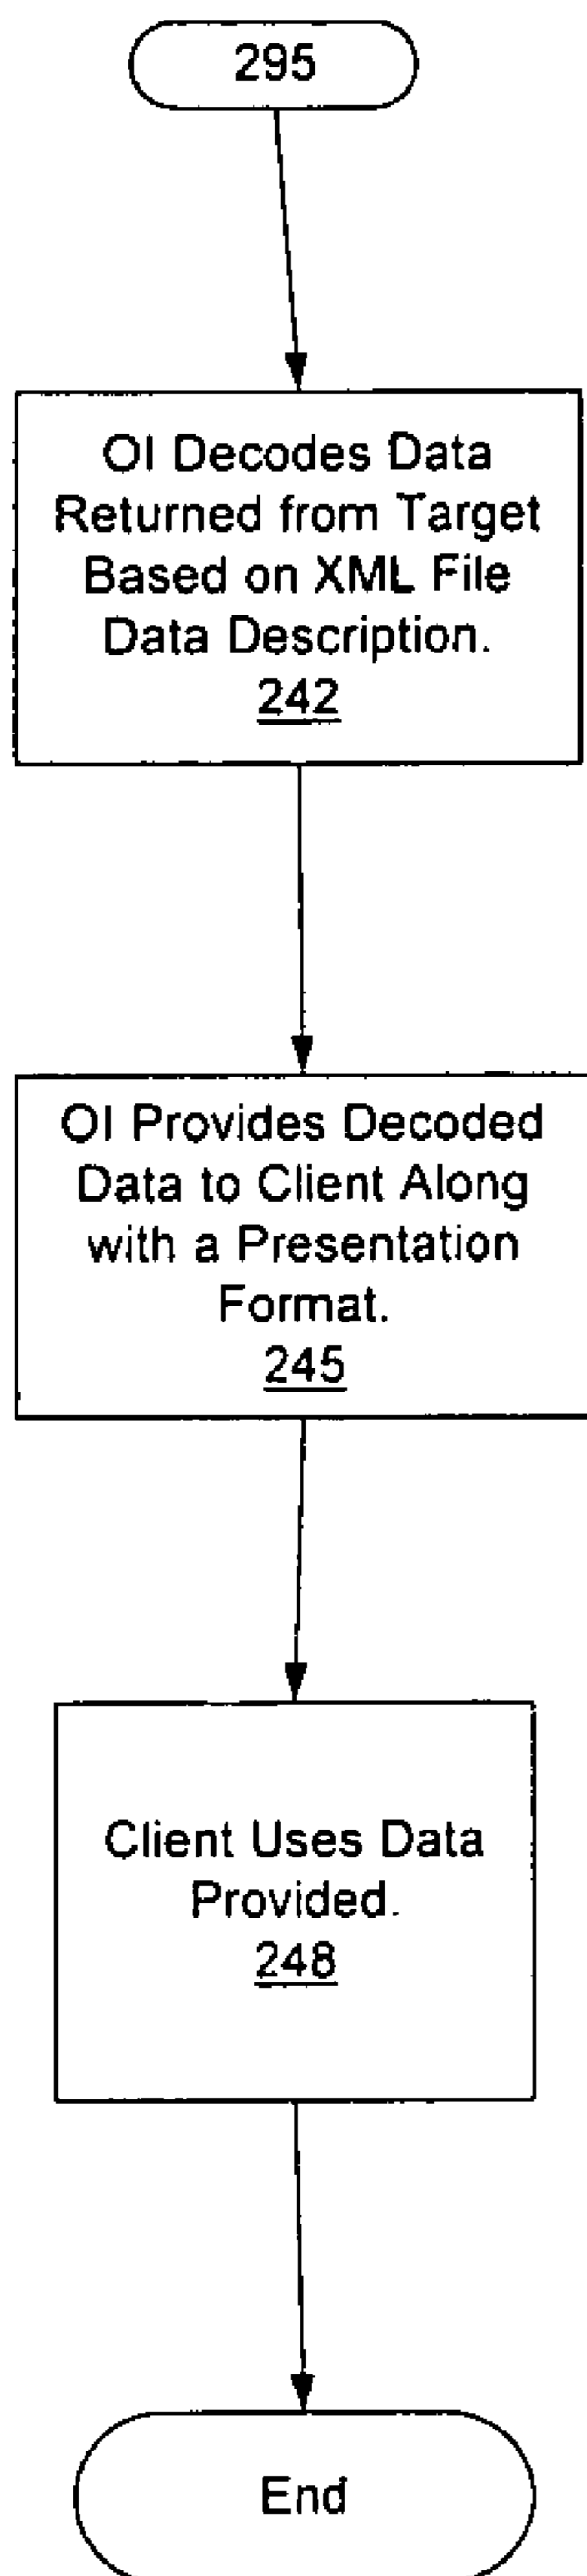 295
OI Decodes Data
Returned from Target
Based on XML File
Data Description.
242
OI Provides Decoded
Data to Client Along
with a Presentation
Format.
245
Client Uses Data
Provided.
248
End